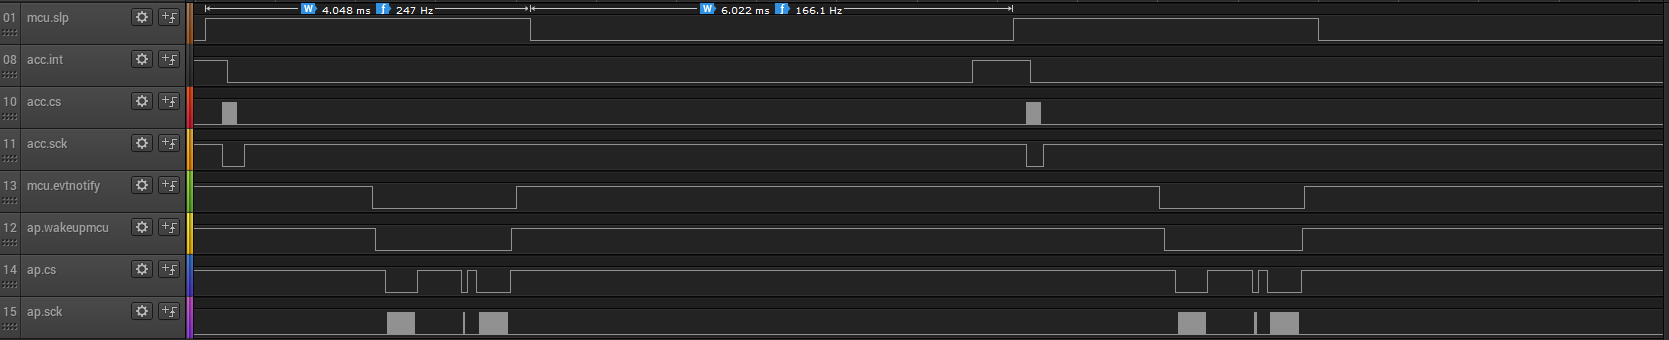 W 4.048 ms f 247 Hz W 6.022 ms f 166.1 Hz
01 mcu.slp
08 acc.int
10 acc.cs
11 acc.sck
13 mcu.evtnotify
12 ap.wakeupmcu
14 ap.cs
15 ap.sck